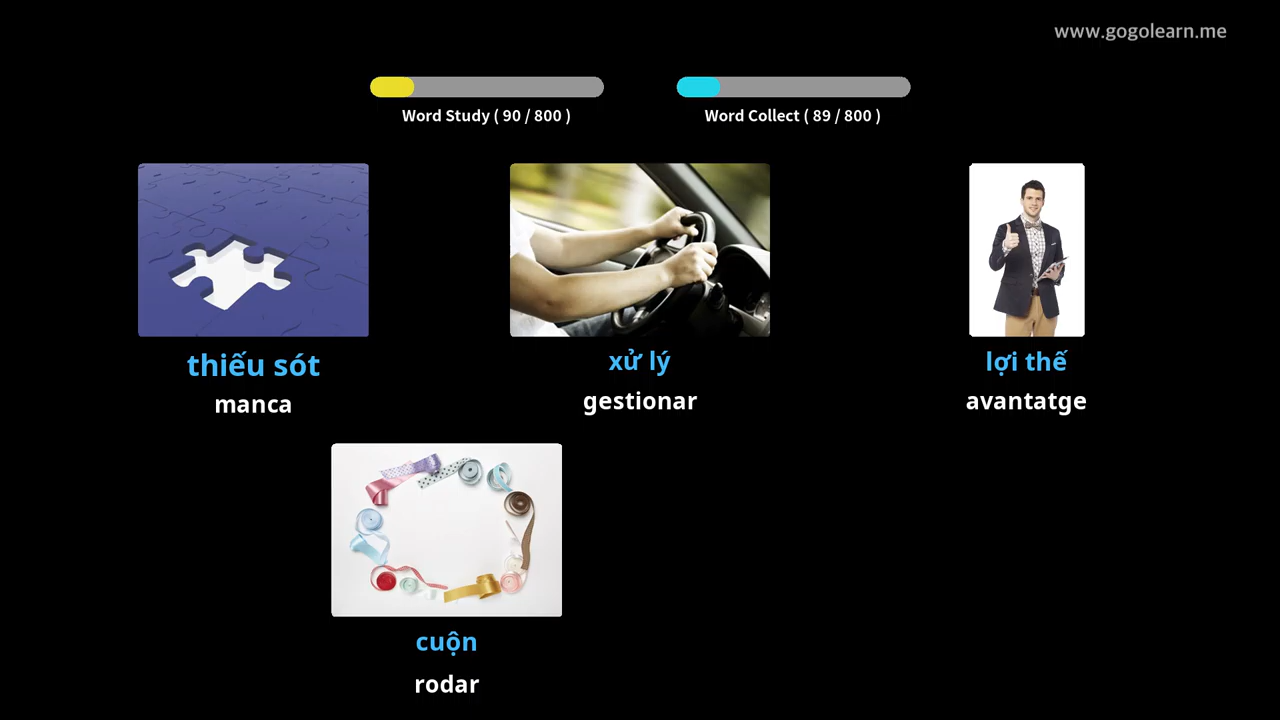 www.gogolearn.me
Word Study ( 90 / 800 )
Word Collect ( 89 / 800 )
thiếu sót
manca
xử lý
gestionar
lợi thế
avantatge
cuộn
rodar